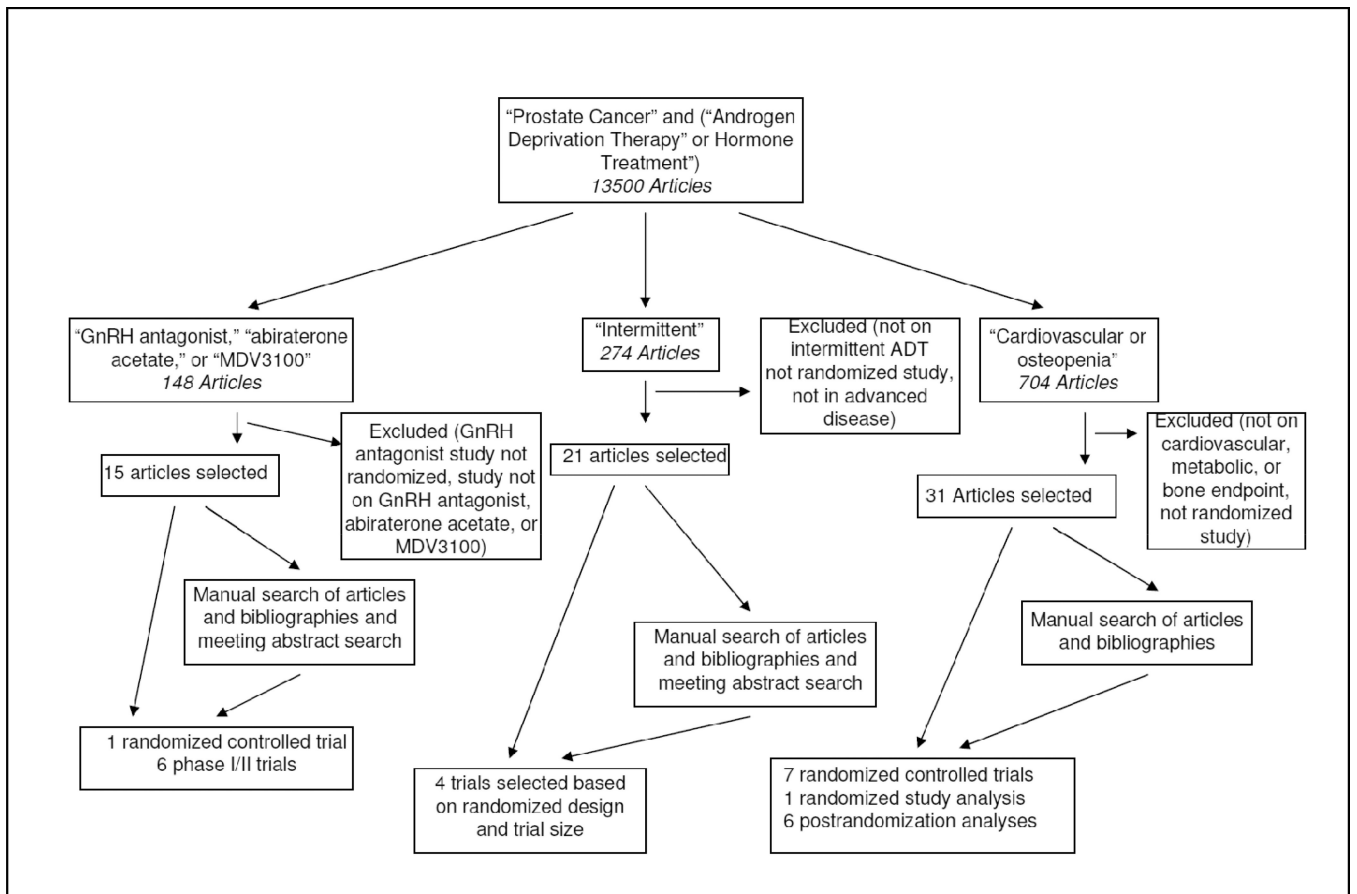 “Prostate Cancer” and (“Androgen
Deprivation Therapy” or Hormone
Treatment”)
13500 Articles
“GnRH antagonist,” “abiraterone
acetate,” or “MDV3100”
148 Articles
“Intermittent”
274 Articles
Excluded (not on
intermittent ADT
not randomized study,
not in advanced
disease)
“Cardiovascular or
osteopenia”
704 Articles
15 articles selected
Excluded (GnRH
antagonist study not
randomized, study not
on GnRH antagonist,
abiraterone acetate, or
MDV3100)
21 articles selected
31 Articles selected
Excluded (not on
cardiovascular,
metabolic, or
bone endpoint,
not randomized
study)
Manual search of articles
and bibliographies and
meeting abstract search
Manual search of articles
and bibliographies and
meeting abstract search
Manual search of articles
and bibliographies
1 randomized controlled trial
6 phase I/II trials
4 trials selected based
on randomized design
and trial size
7 randomized controlled trials
1 randomized study analysis
6 postrandomization analyses